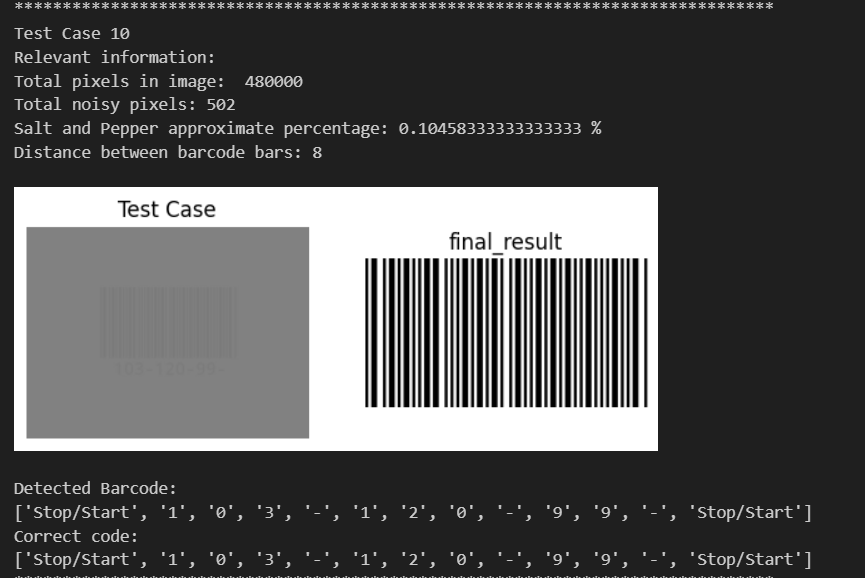 *******************************************************************************
Test Case 10
Relevant information:
Total pixels in image:  480000
Total noisy pixels: 502
Salt and Pepper approximate percentage: 0.10458333333333333 %
Distance between barcode bars: 8
Test Case
final_result
Detected Barcode:
['Stop/Start', '1', '0', '3', '-', '1', '2', '0', '-', '9', '9', '-', 'Stop/Start']
Correct code:
['Stop/Start', '1', '0', '3', '-', '1', '2', '0', '-', '9', '9', '-', 'Stop/Start']